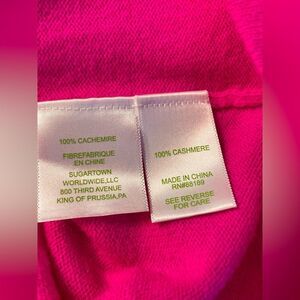 100% CACHEMIRE
FIBREFABRIQUE
EN CHINE
SUGARTOWN
WORLDWIDE,LLC
800 THIRD AVENUE
KING OF PRUSSIA,PA
100% CASHMERE
MADE IN CHINA
RN#88189
SEE REVERSE
FOR CARE